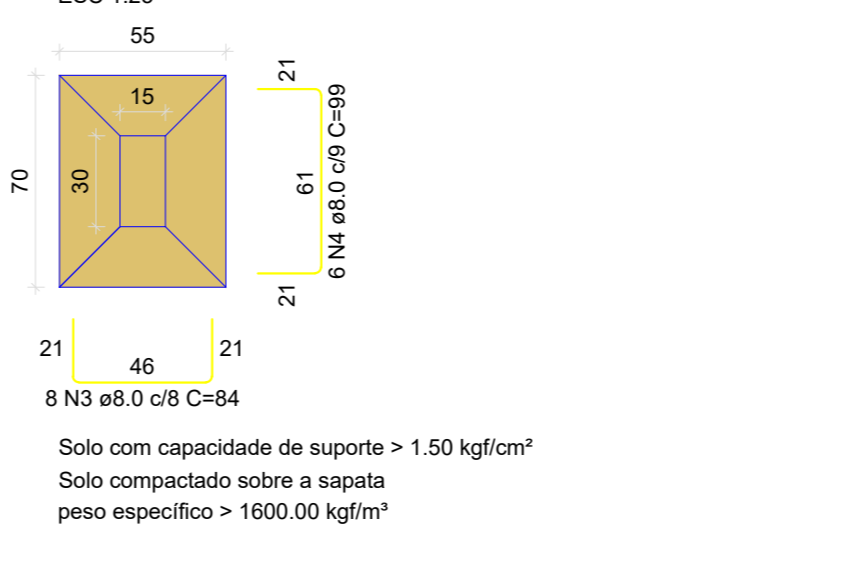 55
21
15
70
30
61
6 N4 ø8.0 c/9 C=99
21
21
46
21
8 N3 ø8.0 c/8 C=84
Solo com capacidade de suporte > 1.50 kgf/cm²
Solo compactado sobre a sapata
peso específico > 1600.00 kgf/m³